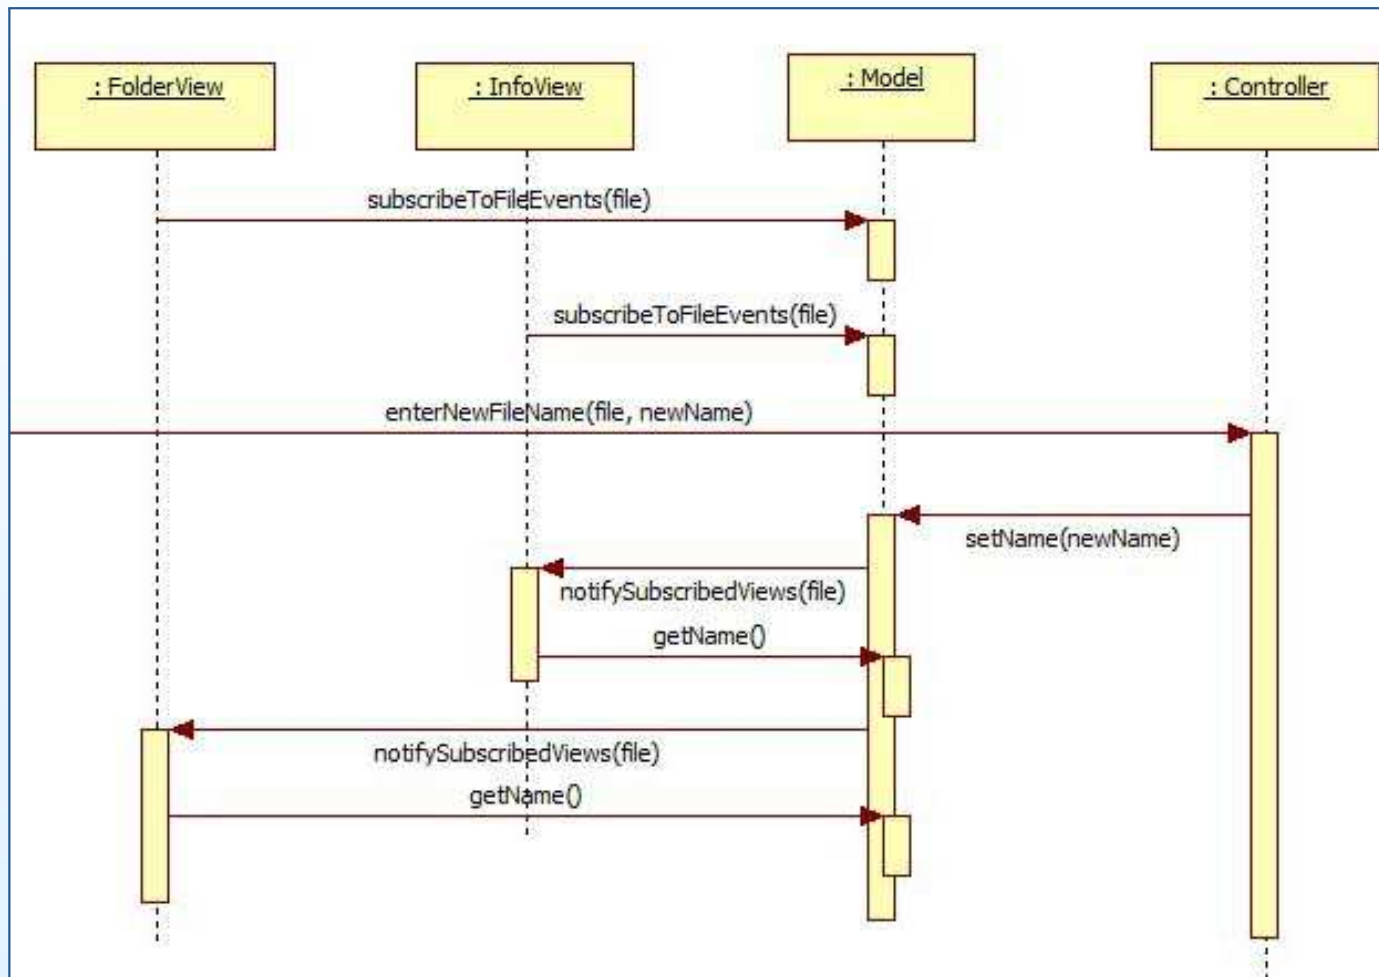 : FolderView
: InfoView
: Model
: Controller
subscribeToFileEvents(file)
subscribeToFileEvents(file)
enterNewFileName(file, newName)
setName(newName)
notifySubscribedViews(file)
getName()
notifySubscribedViews(file)
getName()